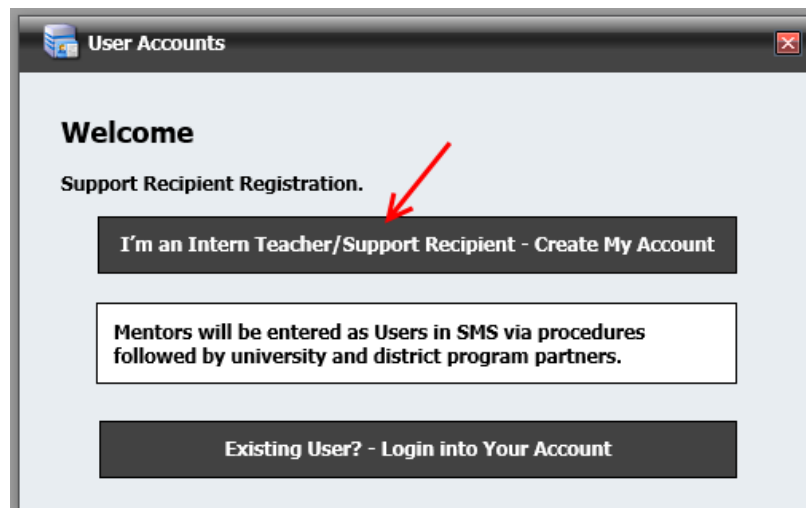 User Accounts
Welcome
Support Recipient Registration.
I'm an Intern Teacher/Support Recipient - Create My Account
Mentors will be entered as Users in SMS via procedures
followed by university and district program partners.
Existing User? - Login into Your Account